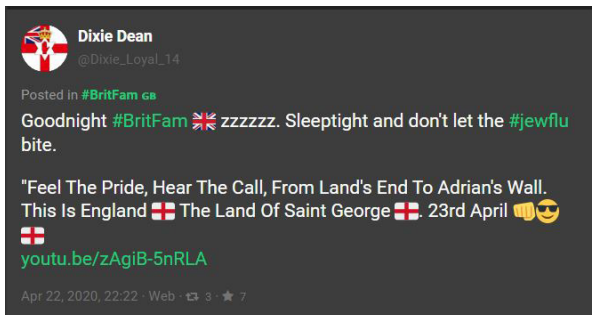 Dixie Dean
@Dixie_Loyal_14
Posted in #BritFam GB
Goodnight #BritFam 🇬🇧 zzzzzz. Sleeptight and don't let the #jewflu
bite.
"Feel The Pride, Hear The Call, From Land's End To Adrian's Wall.
This Is England 🏴󠁧󠁢󠁥󠁮󠁧󠁿 The Land Of Saint George 🏴󠁧󠁢󠁥󠁮󠁧󠁿. 23rd April 👊😎
🏴󠁧󠁢󠁥󠁮󠁧󠁿
youtu.be/zAgiB-5nRLA
Apr 22, 2020, 22:22 · Web · 3 · ★ 7